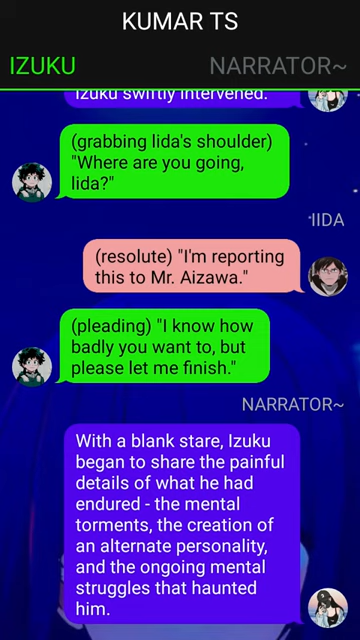 KUMAR TS
IZUKU
NARRATOR~
Izuku swiftly intervened.
(grabbing Iida's shoulder)
"Where are you going,
Iida?"
IIDA
(resolute) "I'm reporting
this to Mr. Aizawa."
(pleading) "I know how
badly you want to, but
please let me finish."
NARRATOR~
With a blank stare, Izuku
began to share the painful
details of what he had
endured - the mental
torments, the creation of
an alternate personality,
and the ongoing mental
struggles that haunted
him.